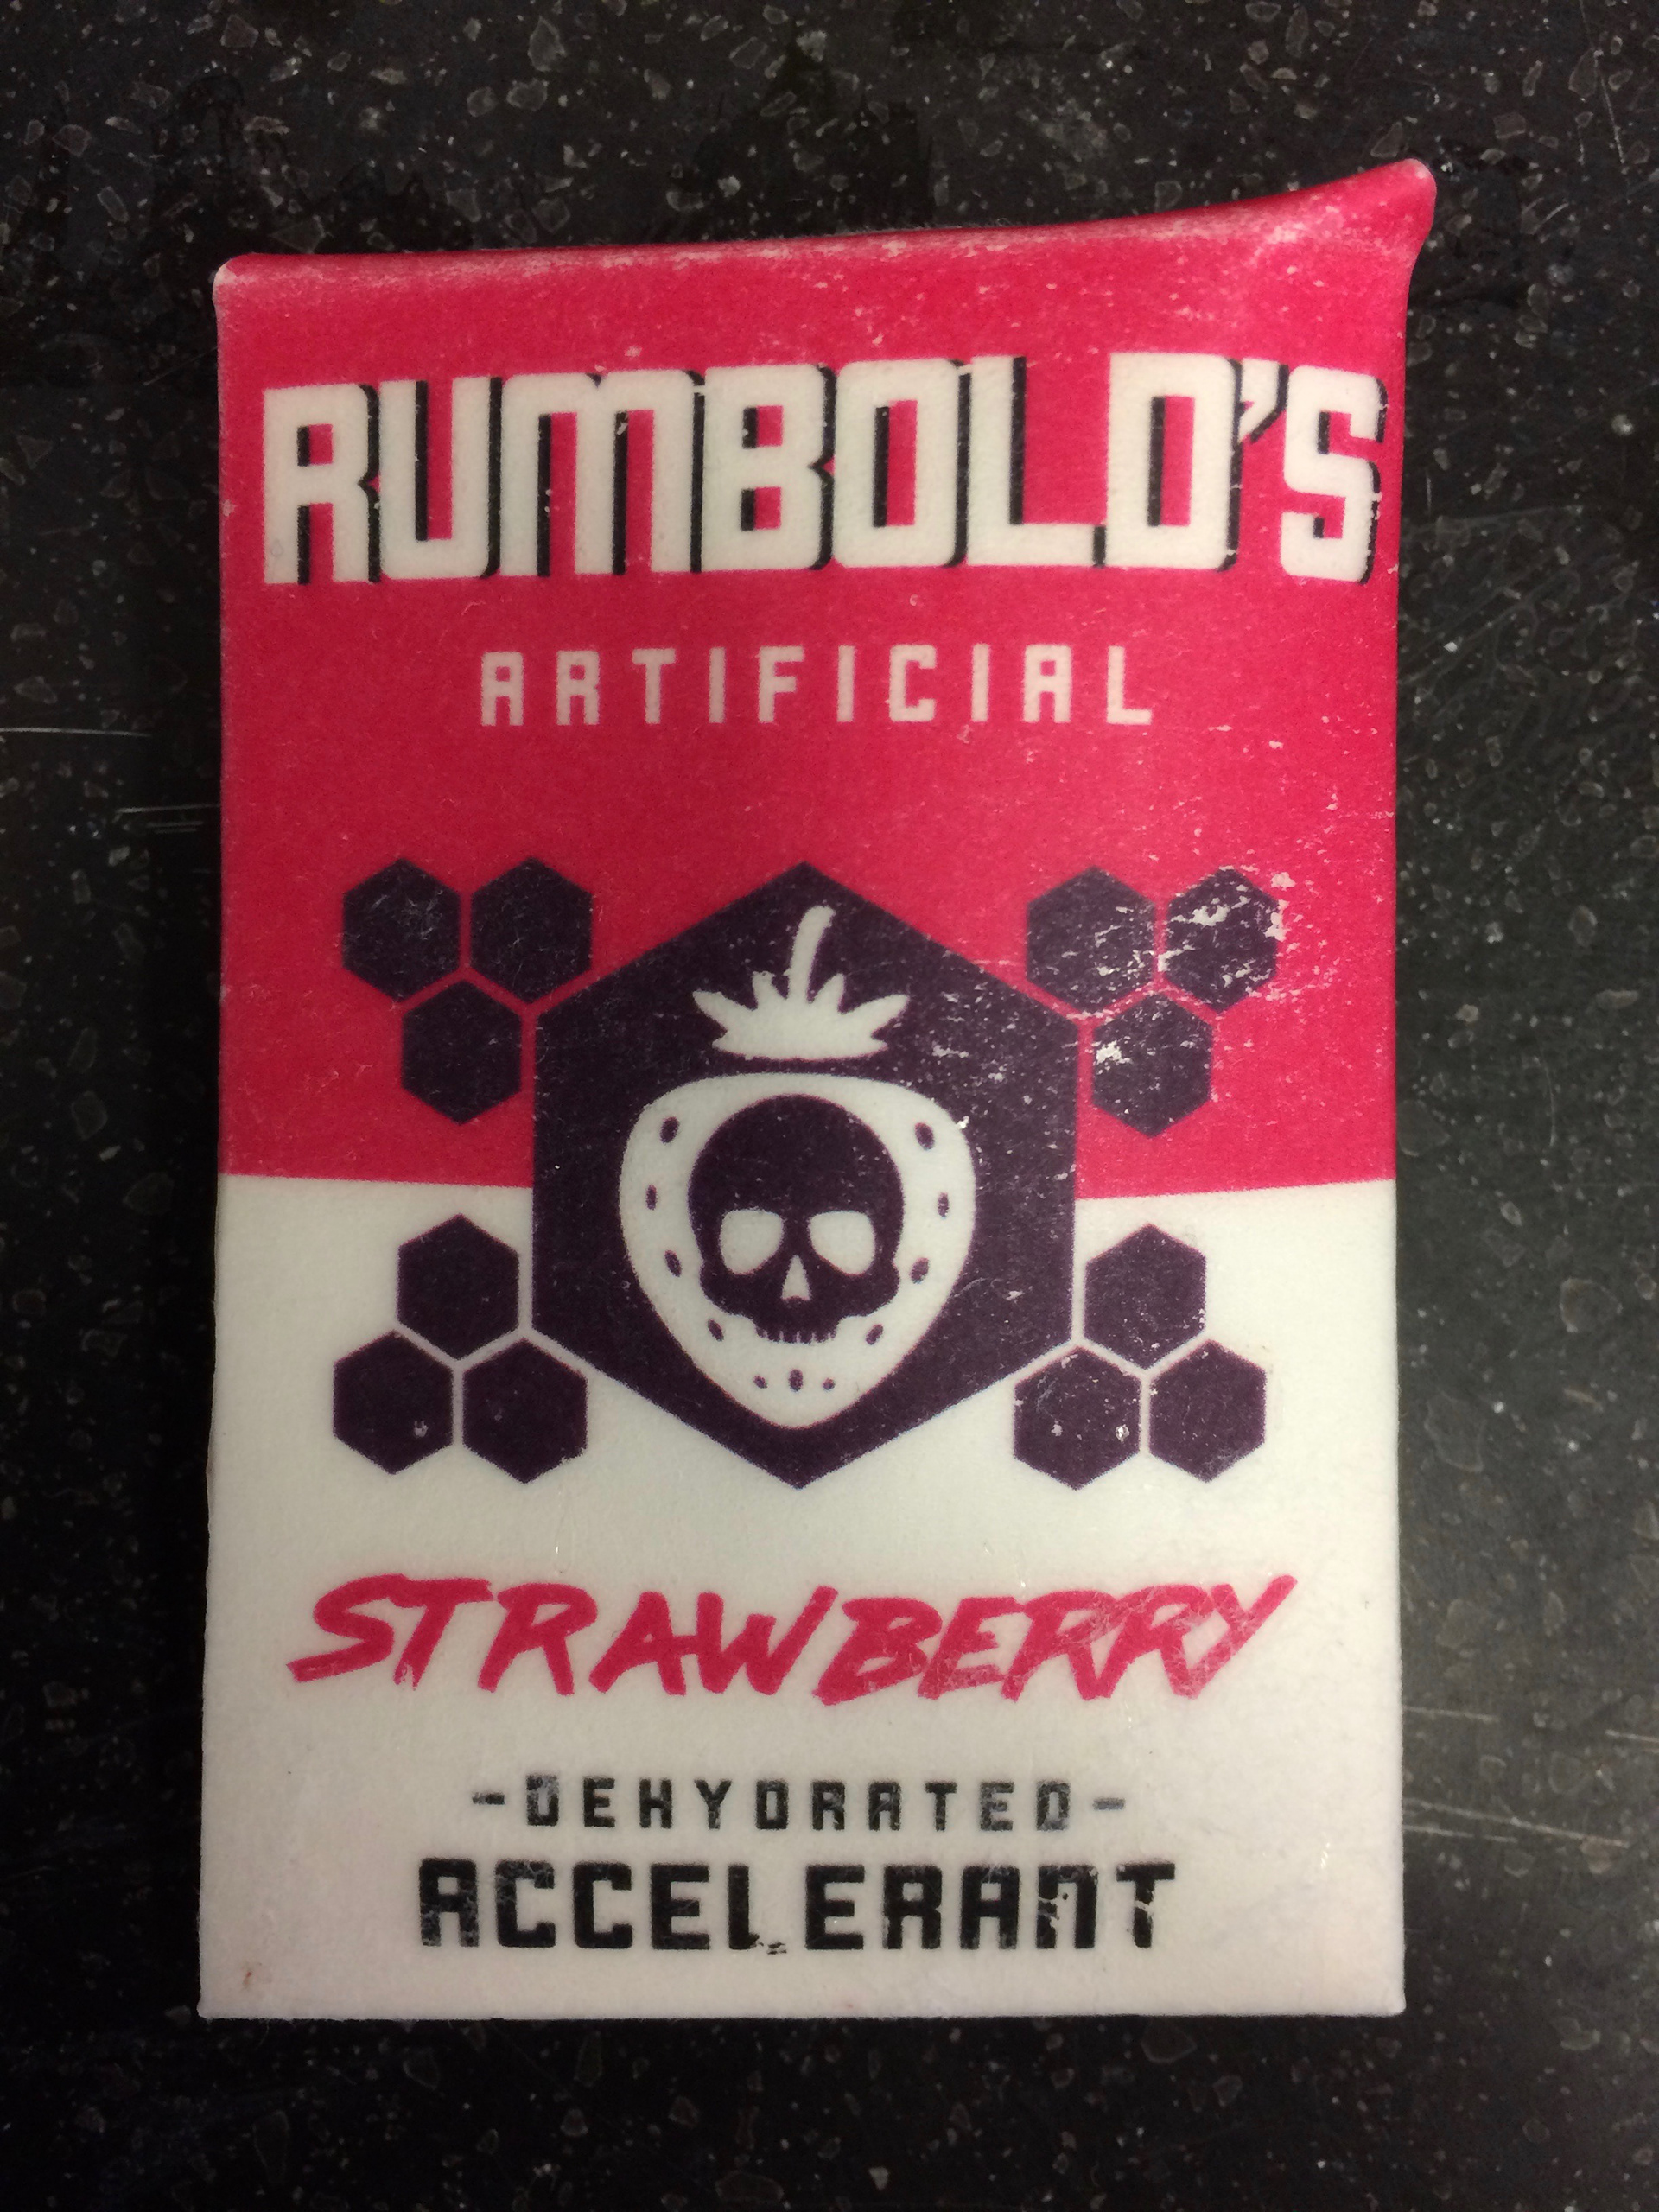 RUMBOLD'S
ARTIFICIAL
STRAWBERRY
-DEHYDRATED-
ACCELERANT